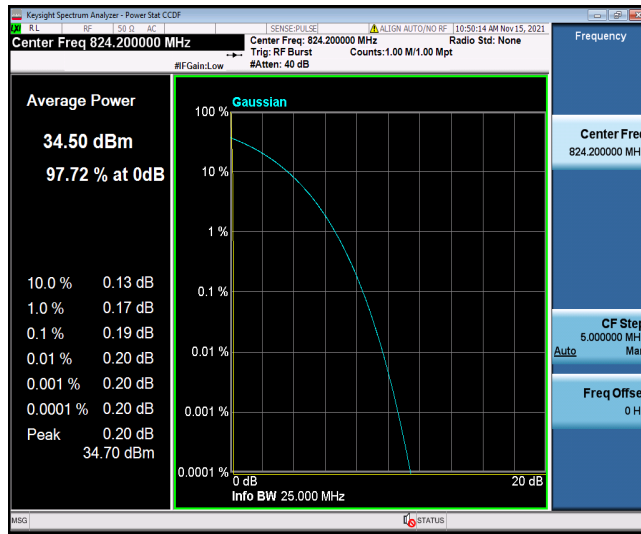 Keysight Spectrum Analyzer - Power Stat CCDF
LXI RL RF 50 Ω AC SENSE:PULSE ALIGN AUTO/NO RF 10:50:14 AM Nov 15, 2021
Center Freq 824.200000 MHz
Center Freq: 824.200000 MHz Radio Std: None
Trig: RF Burst Counts:1.00 M/1.00 Mpt
#IFGain:Low #Atten: 40 dB
Frequency
Average Power
34.50 dBm
97.72 % at 0dB
10.0 % 0.13 dB
1.0 % 0.17 dB
0.1 % 0.19 dB
0.01 % 0.20 dB
0.001 % 0.20 dB
0.0001 % 0.20 dB
Peak 0.20 dB
34.70 dBm
Gaussian
100 %
10 %
1 %
0.1 %
0.01 %
0.001 %
0.0001 %
0 dB 20 dB
Info BW 25.000 MHz
Center Fre
824.200000 MH
CF Step
5.000000 MH
Auto Ma
Freq Offse
0 H
MSG STATUS